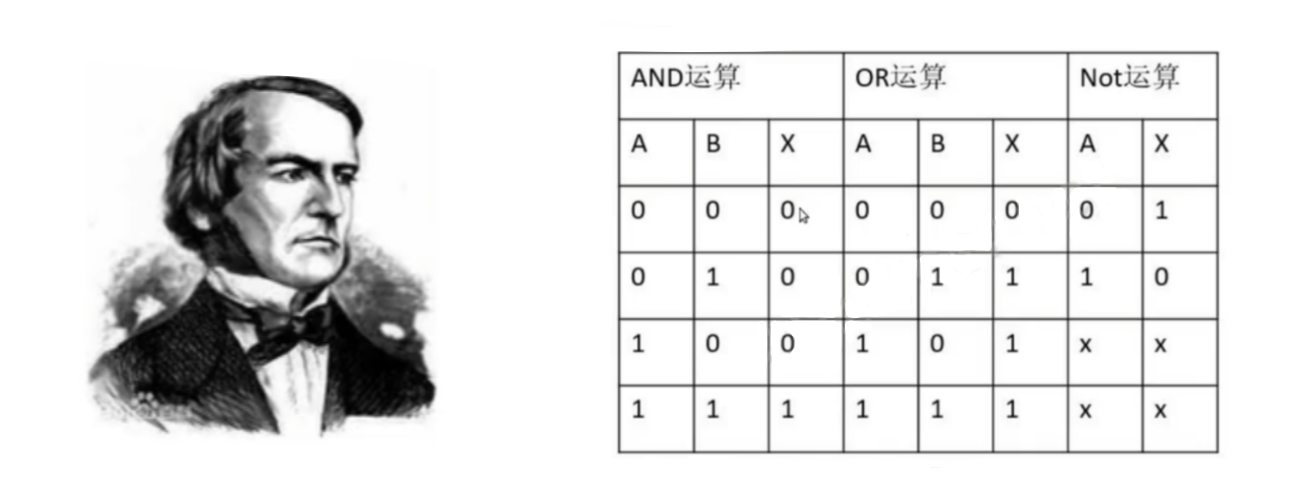 AND运算 OR运算 Not运算
A B X A B X A X
0 0 0 0 0 0 0 1
0 1 0 0 1 1 1 0
1 0 0 1 0 1 x x
1 1 1 1 1 1 x x